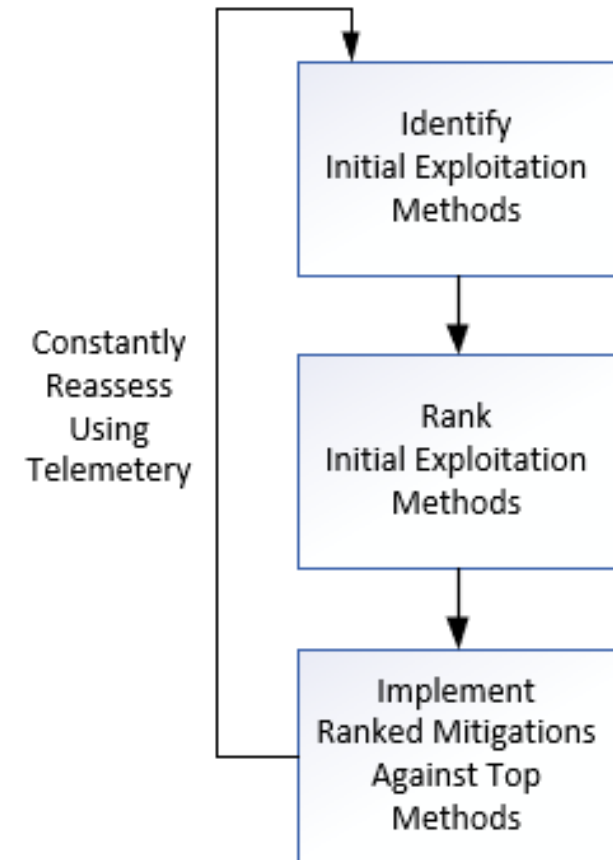 Identify
Initial Exploitation
Methods
Constantly
Reassess
Using
Telemetery
Rank
Initial Exploitation
Methods
Implement
Ranked Mitigations
Against Top
Methods